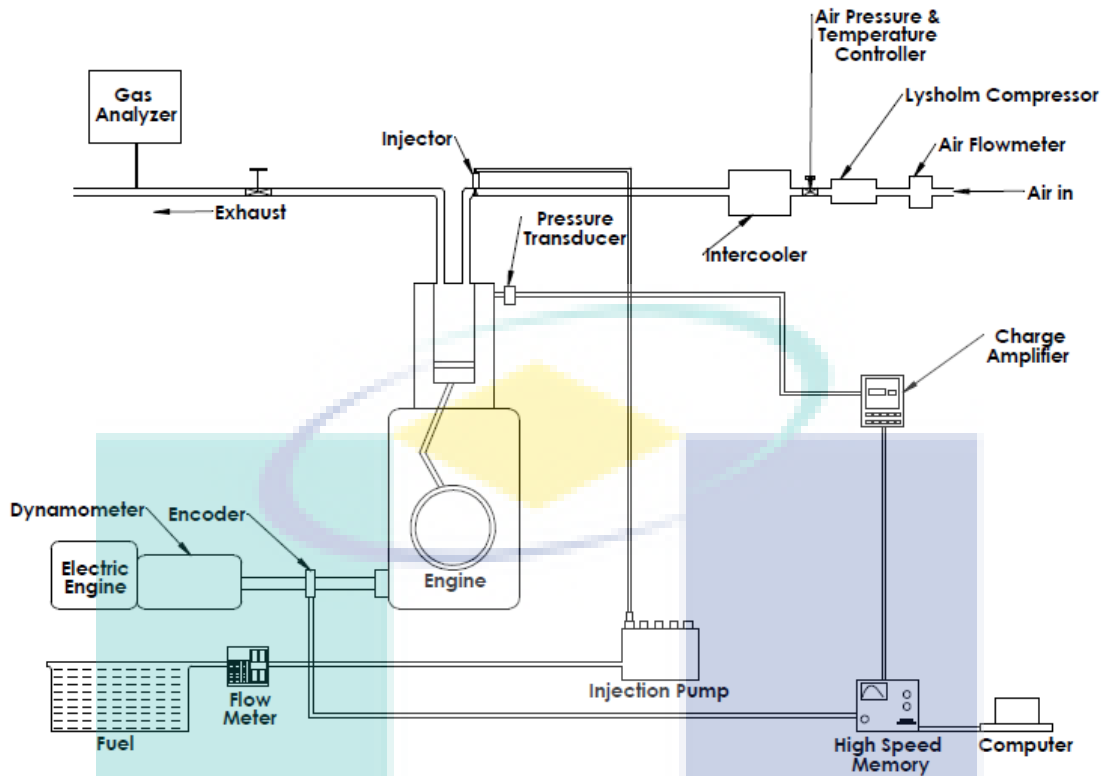 Air Pressure &
Temperature
Controller
Gas
Analyzer
Lysholm Compressor
Injector
Air Flowmeter
Exhaust
Air in
Pressure
Transducer
Intercooler
Charge
Amplifier
Dynamometer
Encoder
Electric
Engine
Engine
Flow
Meter
Injection Pump
Fuel
High Speed
Memory
Computer